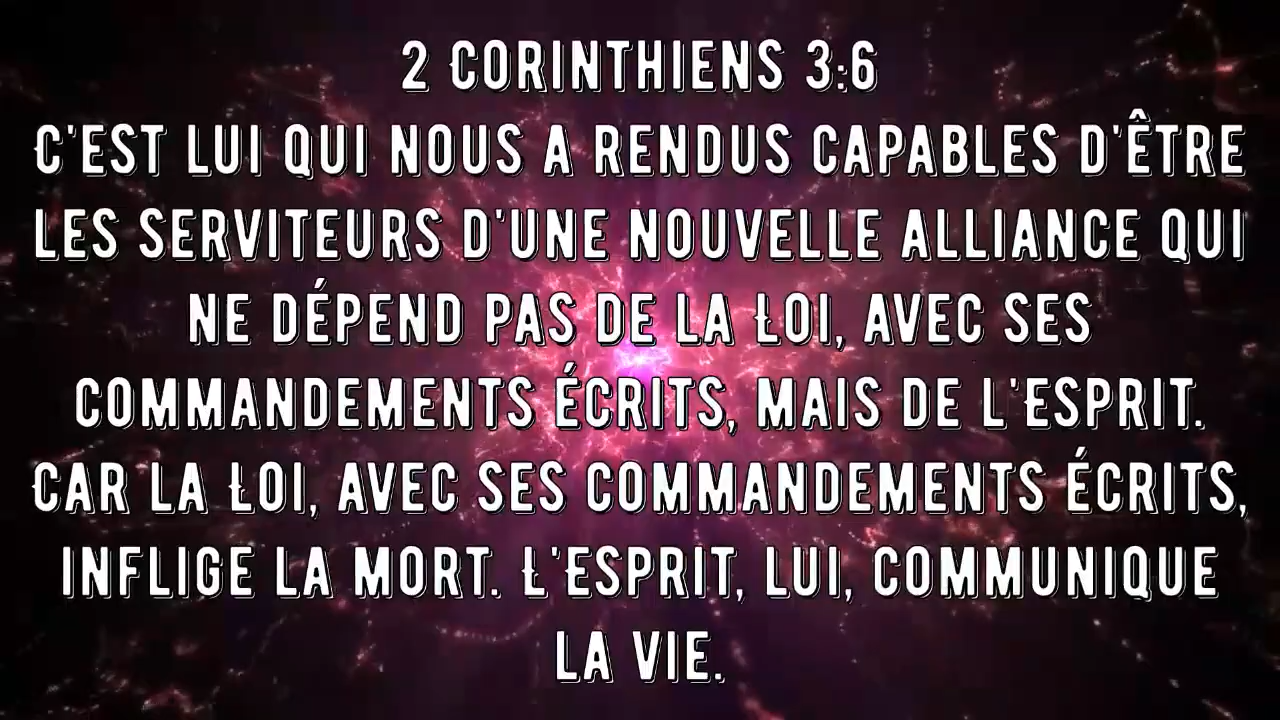 2 CORINTHIENS 3:6
C'EST LUI QUI NOUS A RENDUS CAPABLES D'ÊTRE
LES SERVITEURS D'UNE NOUVELLE ALLIANCE QUI
NE DÉPEND PAS DE LA LOI, AVEC SES
COMMANDEMENTS ÉCRITS, MAIS DE L'ESPRIT.
CAR LA LOI, AVEC SES COMMANDEMENTS ÉCRITS,
INFLIGE LA MORT. L'ESPRIT, LUI, COMMUNIQUE
LA VIE.